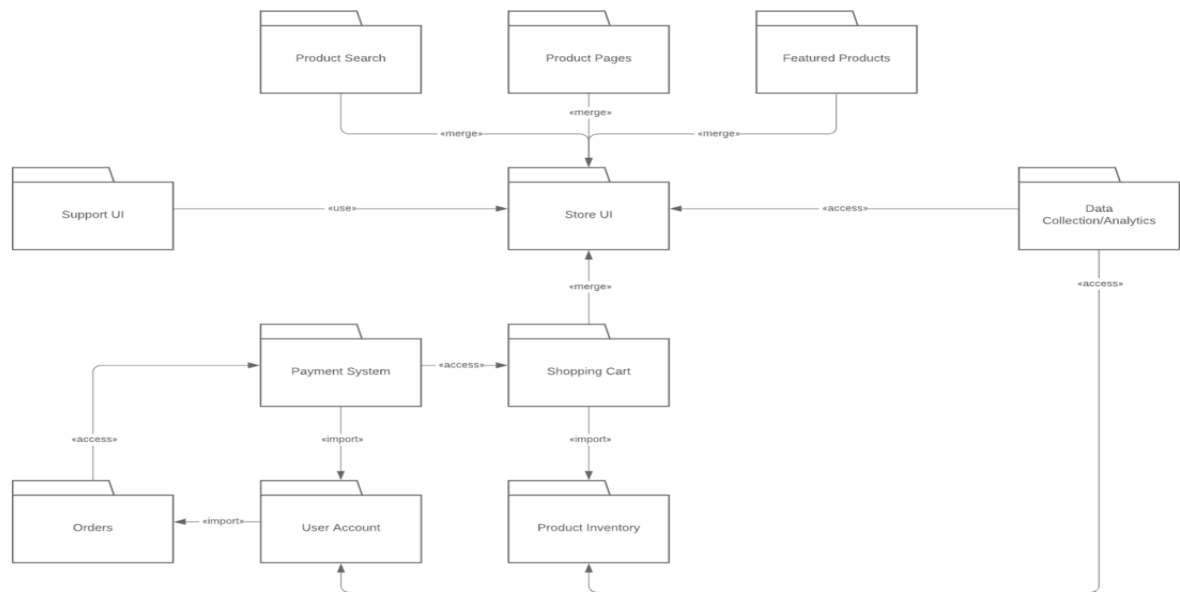 Product Search
Product Pages
Featured Products
«merge»
«merge»
«merge»
Support UI
«use»
Store UI
«access»
Data
Collection/Analytics
«merge»
«access»
Payment System
«access»
Shopping Cart
«access»
«import»
«import»
Orders
«import»
User Account
Product Inventory